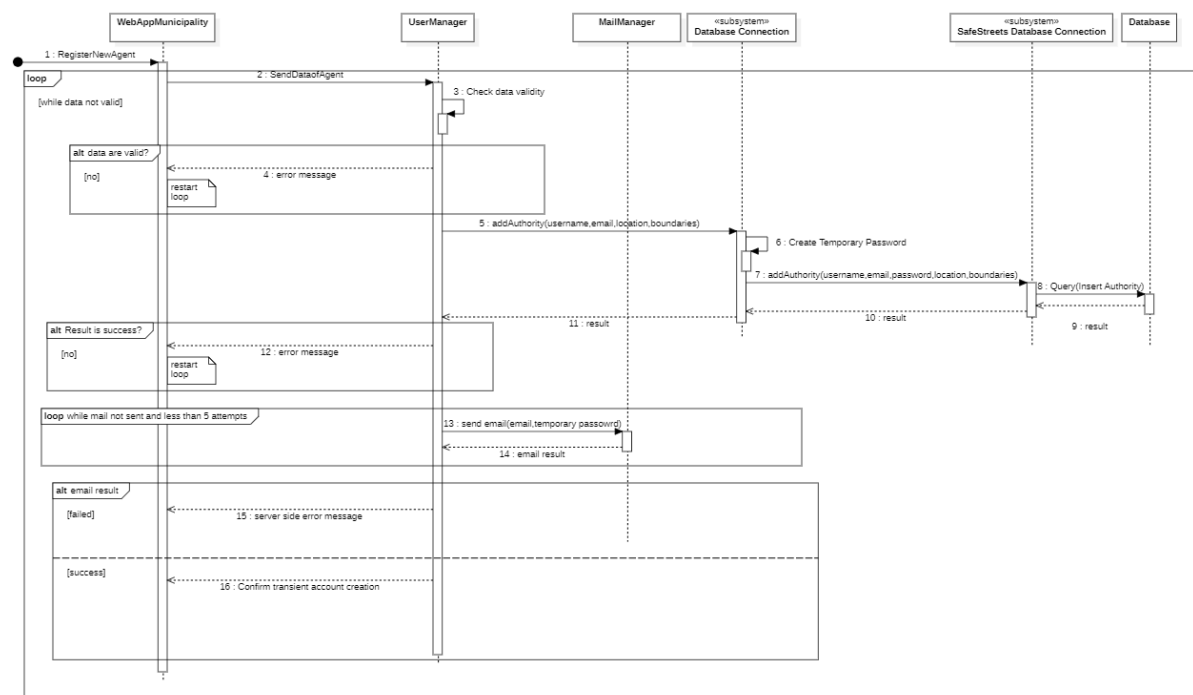 WebAppMunicipality
UserManager
MailManager
«subsystem»
Database Connection
«subsystem»
SafeStreets Database Connection
Database
1 : RegisterNewAgent
loop
2 : SendDataofAgent
[while data not valid]
3 : Check data validity
alt data are valid?
[no]
4 : error message
restart
loop
5 : addAuthority(username,email,location,boundaries)
6 : Create Temporary Password
7 : addAuthority(username,email,password,location,boundaries)
8 : Query(Insert Authority)
9 : result
10 : result
11 : result
alt Result is success?
[no]
12 : error message
restart
loop
loop while mail not sent and less than 5 attempts
13 : send email(email,temporary passowrd)
14 : email result
alt email result
[failed]
15 : server side error message
[success]
16 : Confirm transient account creation